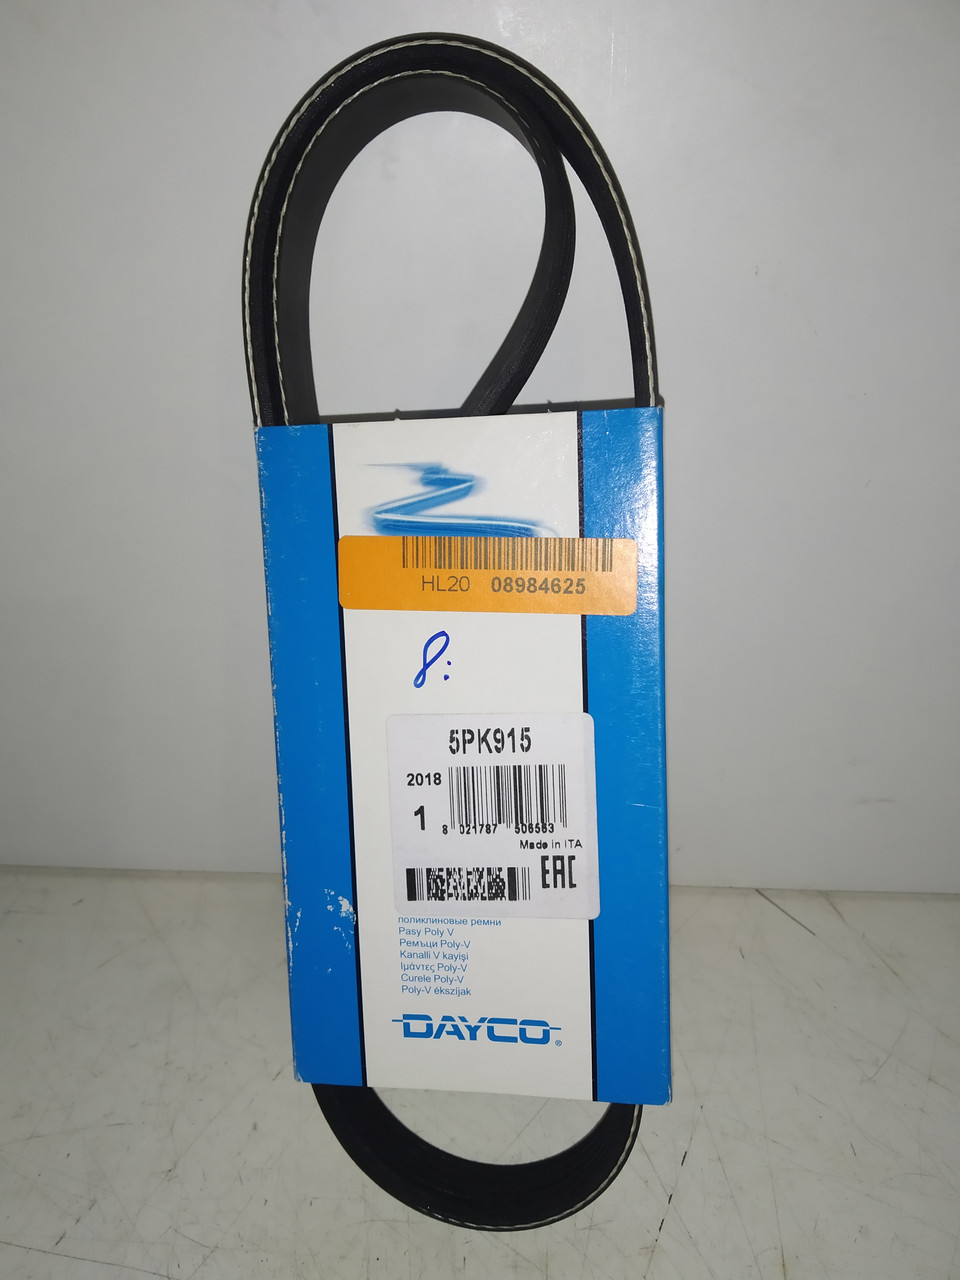 HL20 08984625
8:
5PK915
2018
1
8 021787 506563
Made in ITA
EAC
поликлиновые ремни
Pasy Poly V
Ремъци Poly-V
Kanalli V kayişi
Ιμάντες Poly-V
Curele Poly-V
Poly-V ékszíjak
DAYCO®